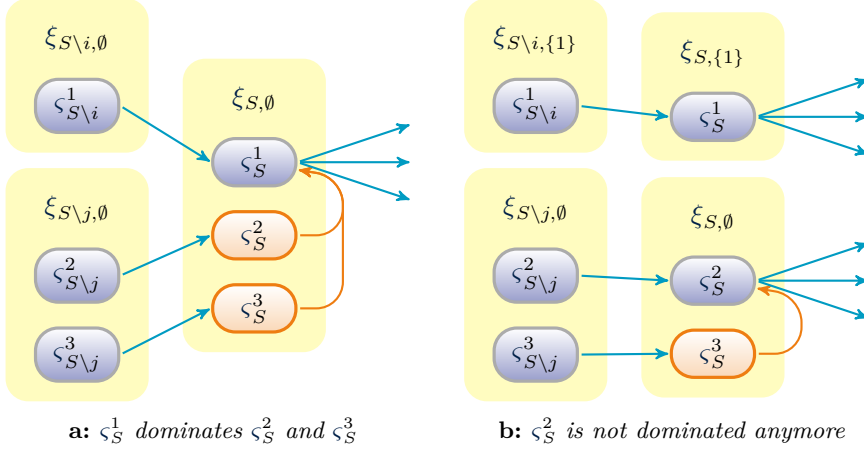 ξ_{S\i,∅}
ς^1_{S\i}
ξ_{S\j,∅}
ς^2_{S\j}
ς^3_{S\j}
ξ_{S,∅}
ς^1_S
ς^2_S
ς^3_S
a: ς^1_S dominates ς^2_S and ς^3_S
ξ_{S\i,{1}}
ς^1_{S\i}
ξ_{S,{1}}
ς^1_S
ξ_{S\j,∅}
ς^2_{S\j}
ς^3_{S\j}
ξ_{S,∅}
ς^2_S
ς^3_S
b: ς^2_S is not dominated anymore